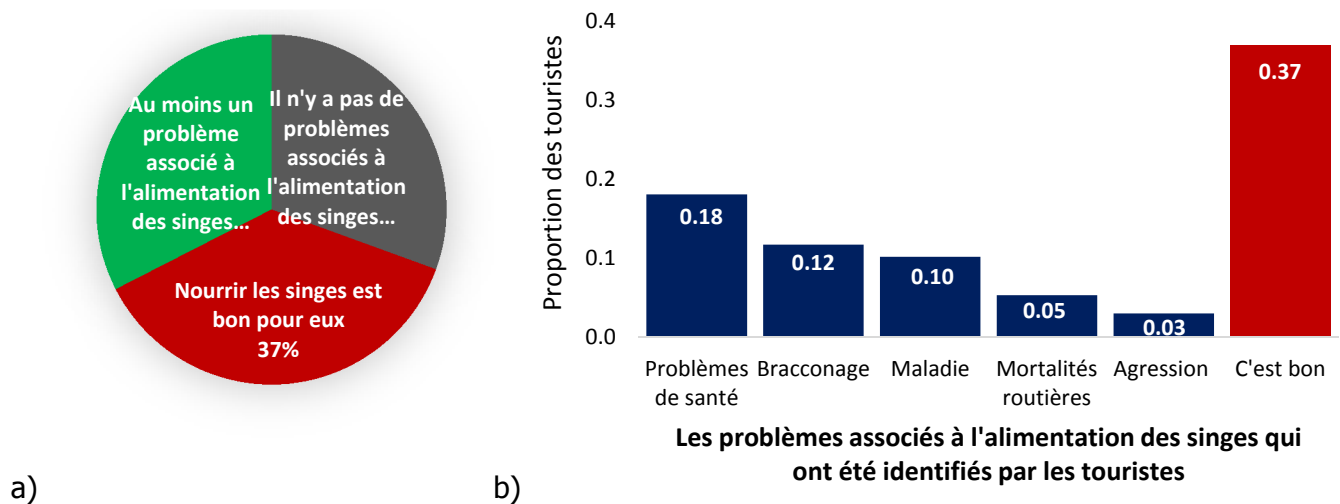 Au moins un
problème
associé à
l'alimentation
des singes...
Il n'y a pas de
problèmes
associés à
l'alimentation
des singes...
Nourrir les singes est
bon pour eux
37%
a)
Proportion des touristes
0.4
0.3
0.2
0.1
0.0
0.18
0.12
0.10
0.05
0.03
0.37
Problèmes
de santé
Bracconage
Maladie
Mortalités
routières
Agression
C'est bon
Les problèmes associés à l'alimentation des singes qui
ont été identifiés par les touristes
b)